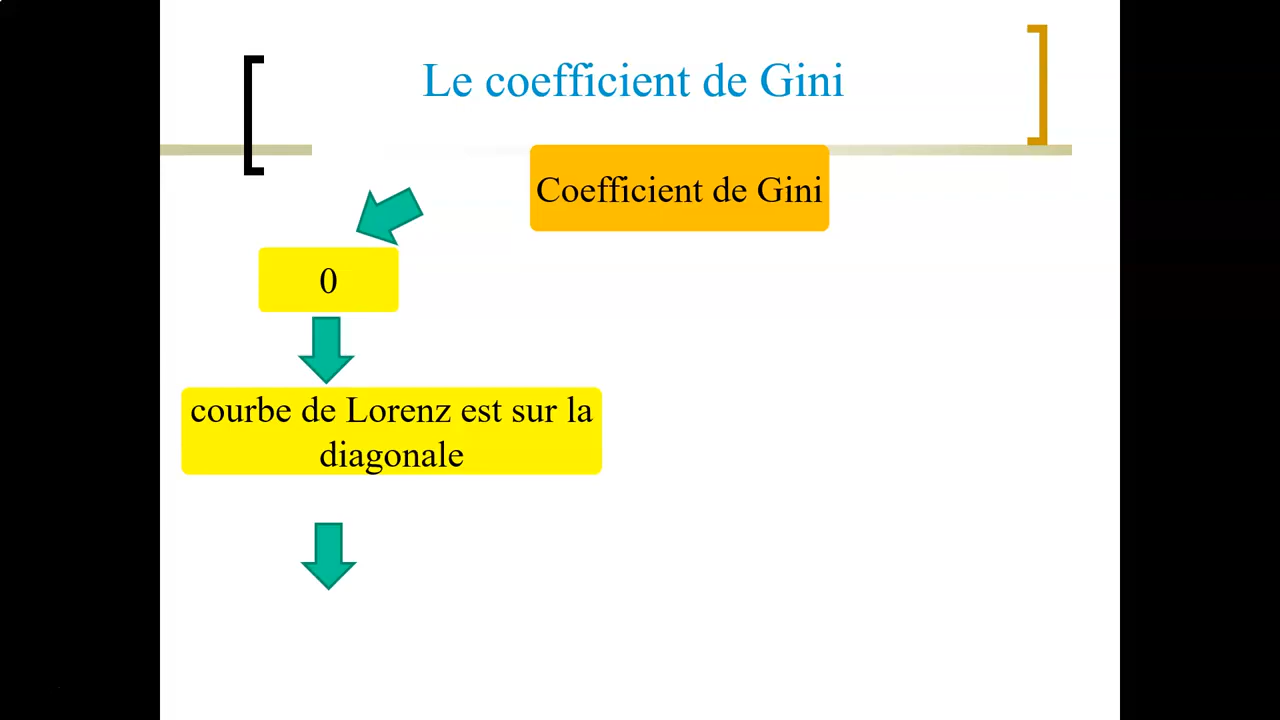 Le coefficient de Gini
Coefficient de Gini
0
courbe de Lorenz est sur la
diagonale